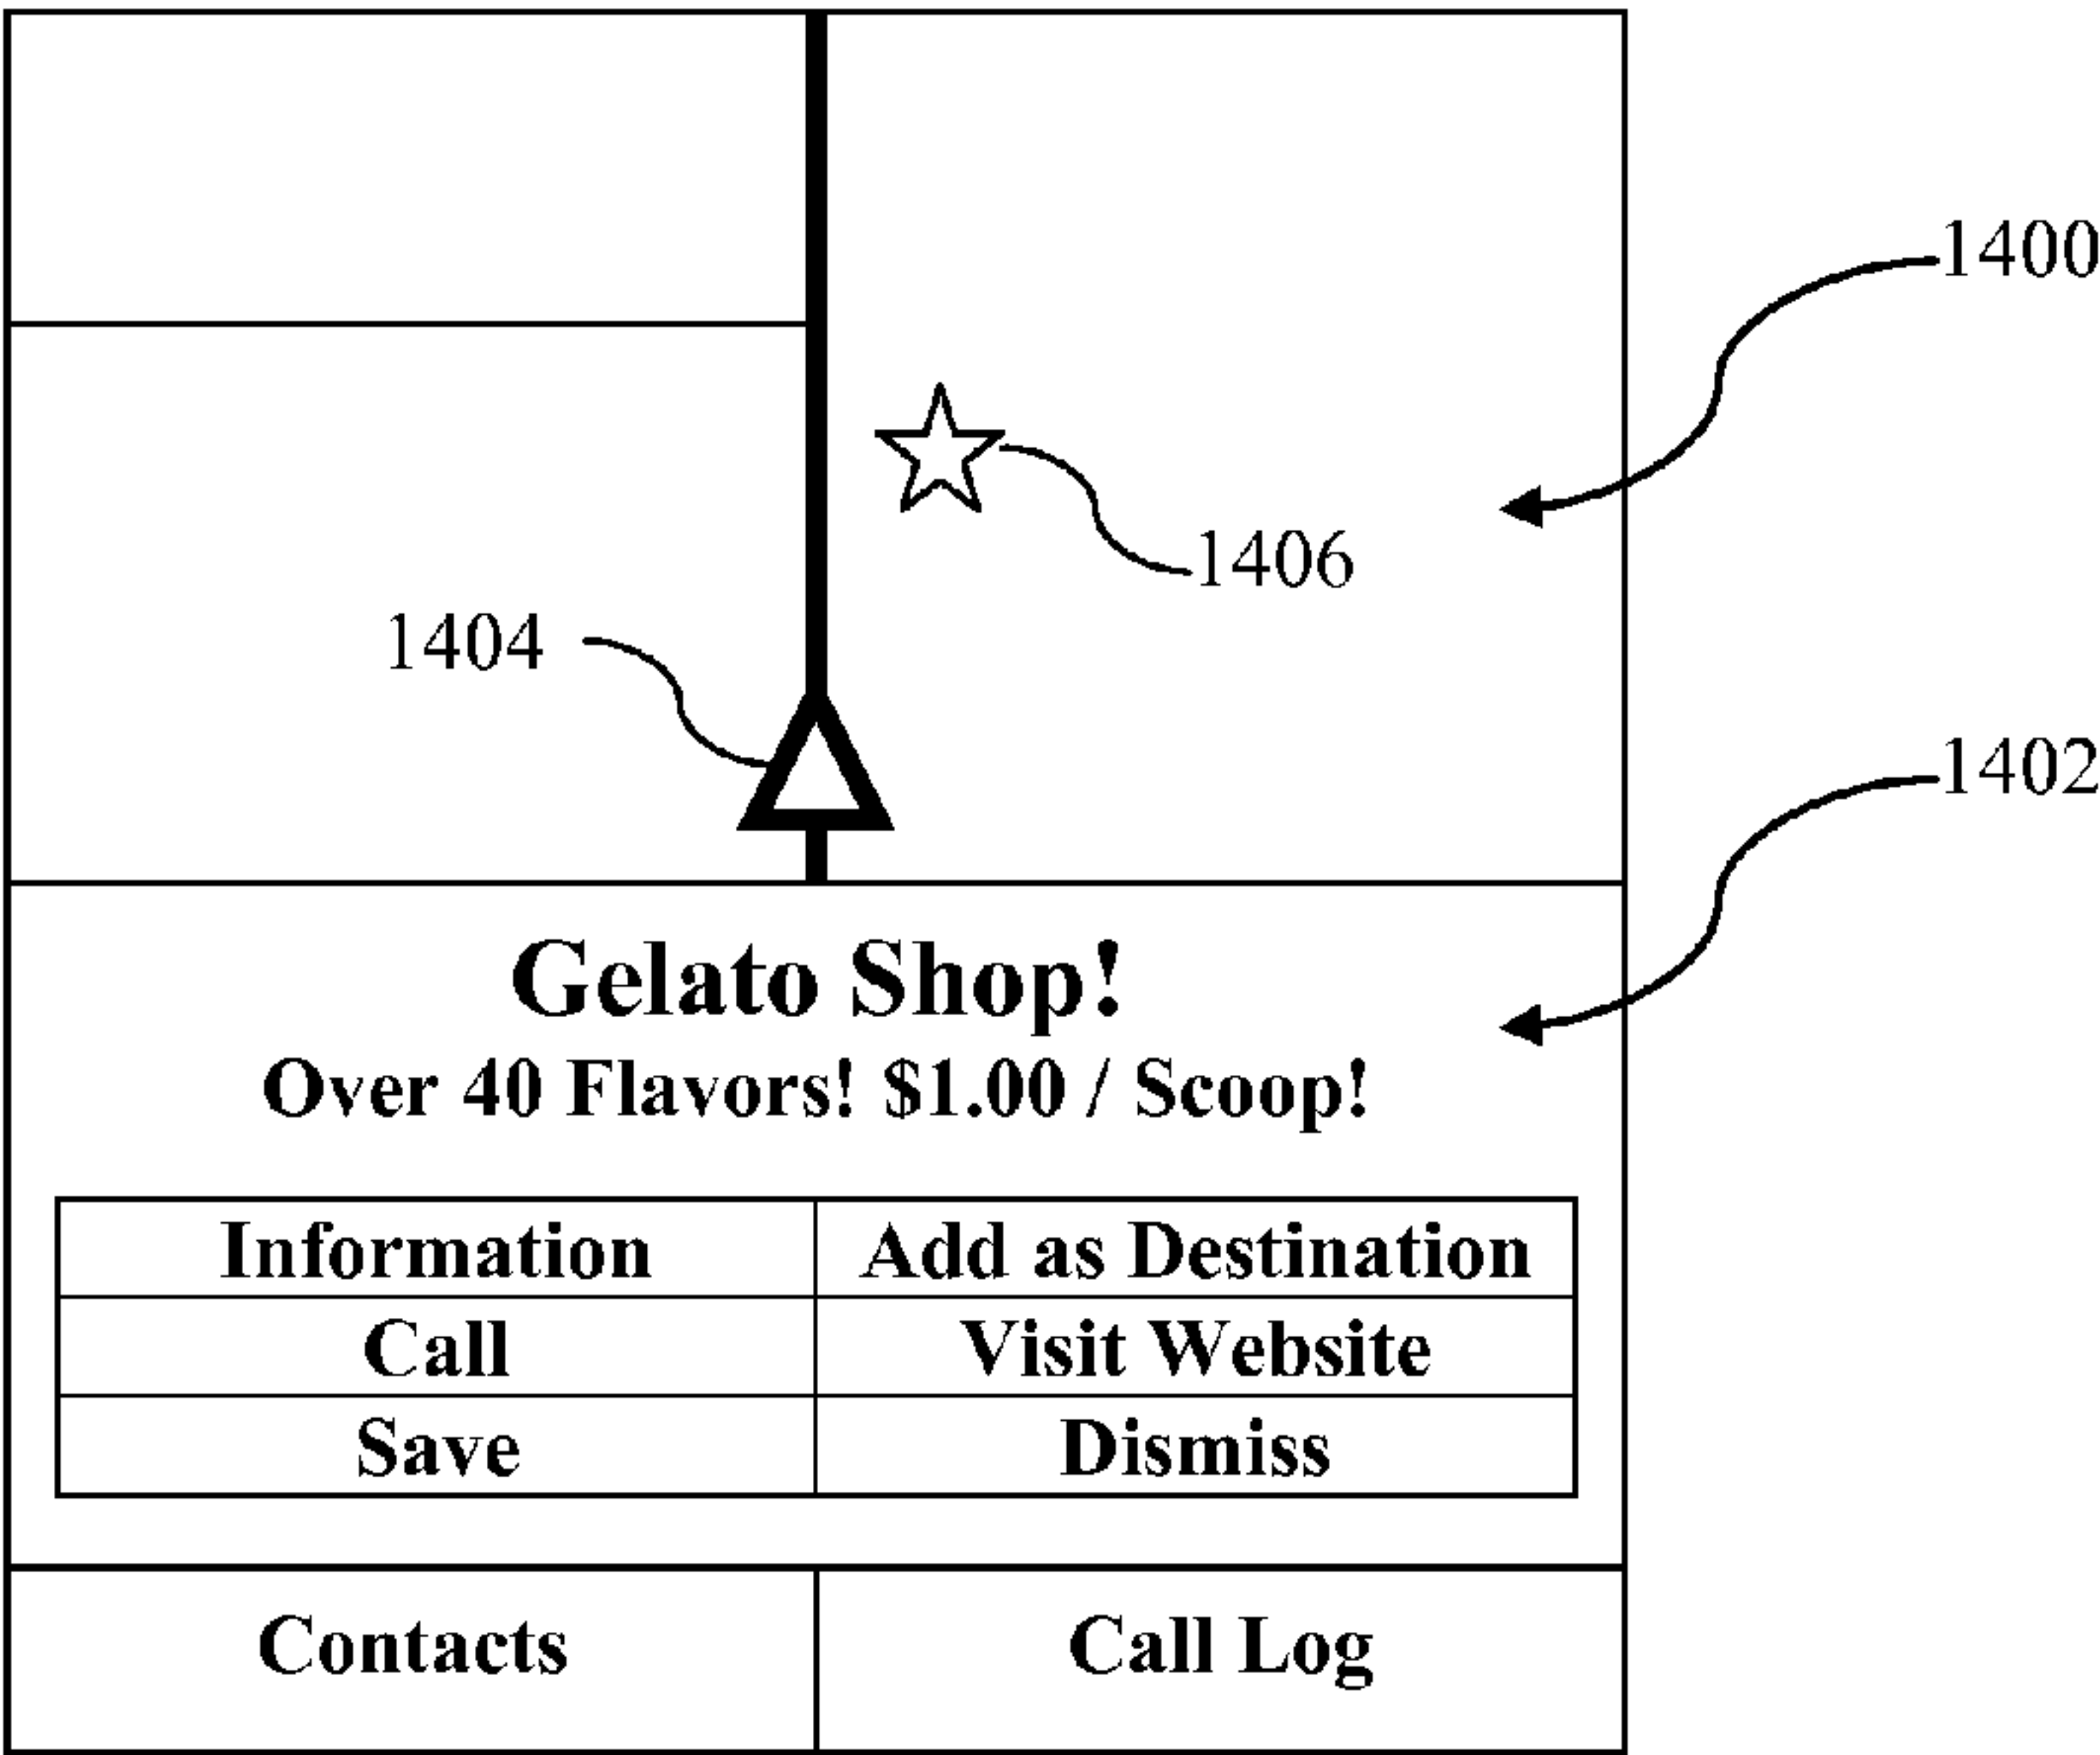 1400
1406
1404
1402
Gelato Shop!
Over 40 Flavors! $1.00 / Scoop!
Information Add as Destination
Call Visit Website
Save Dismiss
Contacts Call Log